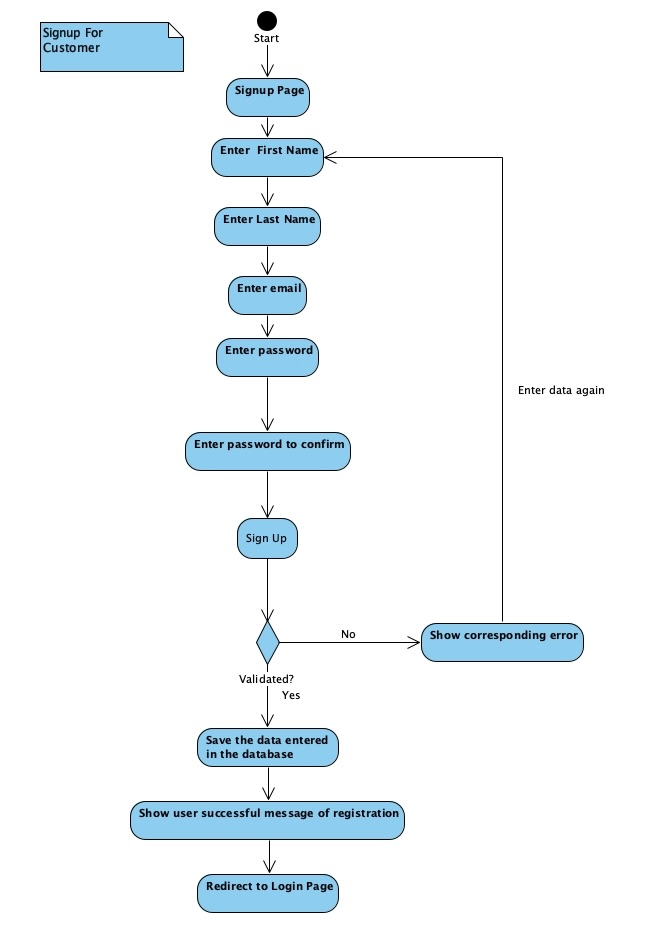 Signup For
Customer
Start
Signup Page
Enter  First Name
Enter Last Name
Enter email
Enter password
Enter data again
Enter password to confirm
Sign Up
No
Show corresponding error
Validated?
Yes
Save the data entered
in the database
Show user successful message of registration
Redirect to Login Page